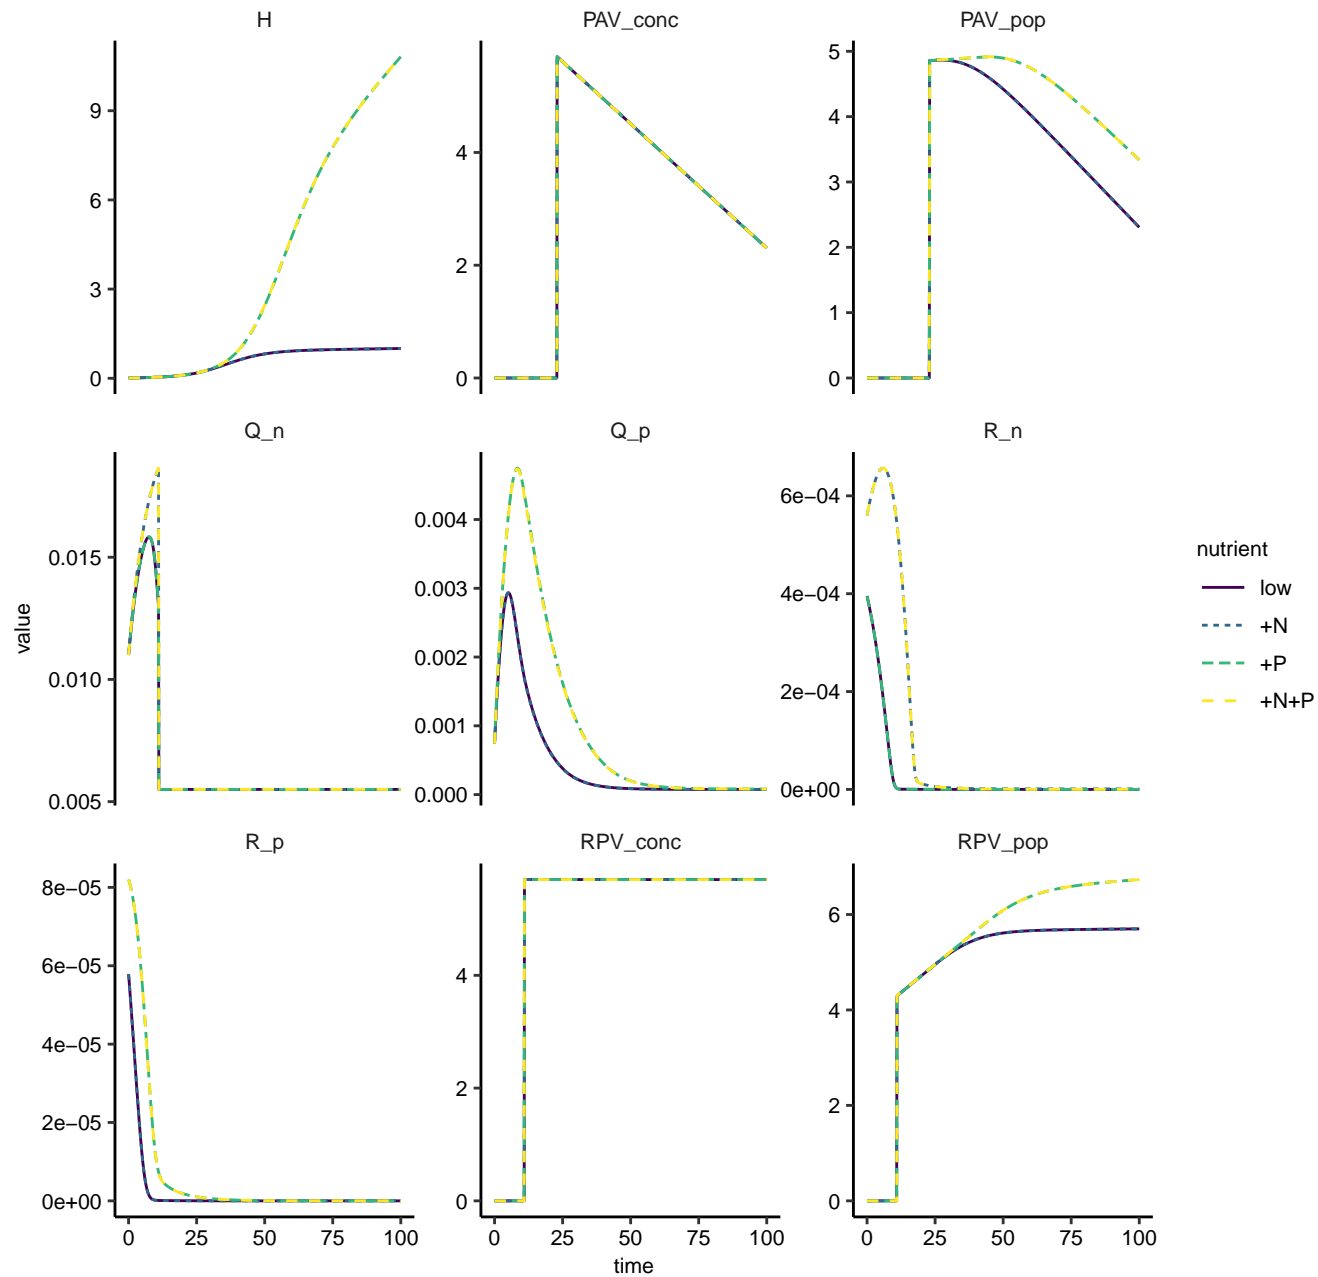 H
PAV_conc
PAV_pop
9
6
3
0
4
2
0
5
4
3
2
1
0
Q_n
Q_p
R_n
0.015
0.010
0.005
0.004
0.003
0.002
0.001
0.000
6e−04
4e−04
2e−04
0e+00
value
nutrient
low
+N
+P
+N+P
R_p
RPV_conc
RPV_pop
8e−05
6e−05
4e−05
2e−05
0e+00
4
2
0
6
4
2
0
0 25 50 75 100
0 25 50 75 100
0 25 50 75 100
time